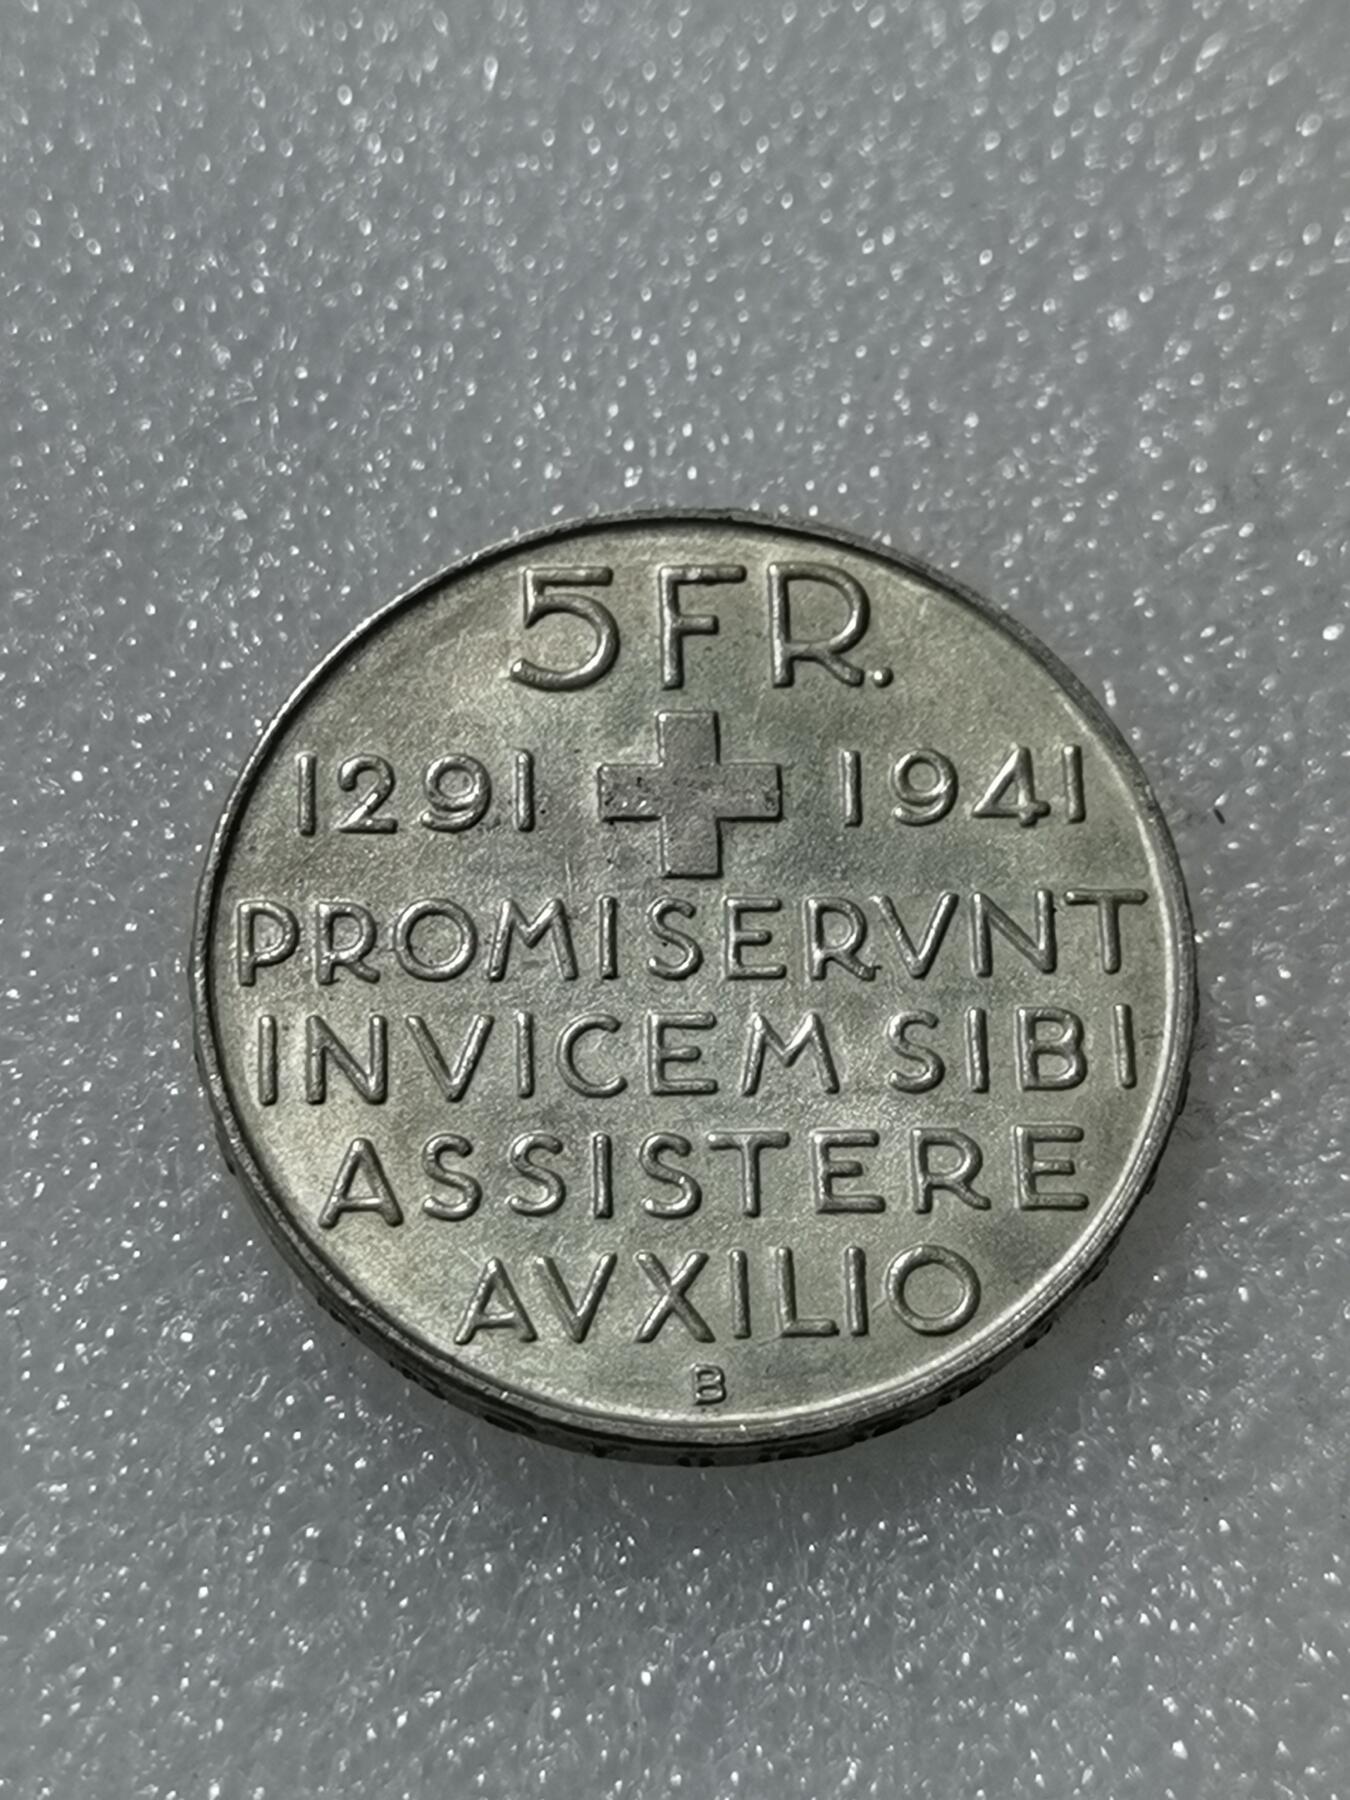 5FR.
1291 1941
PROMISERVNT
INVICEM SIBI
ASSISTERE
AVXILIO
B